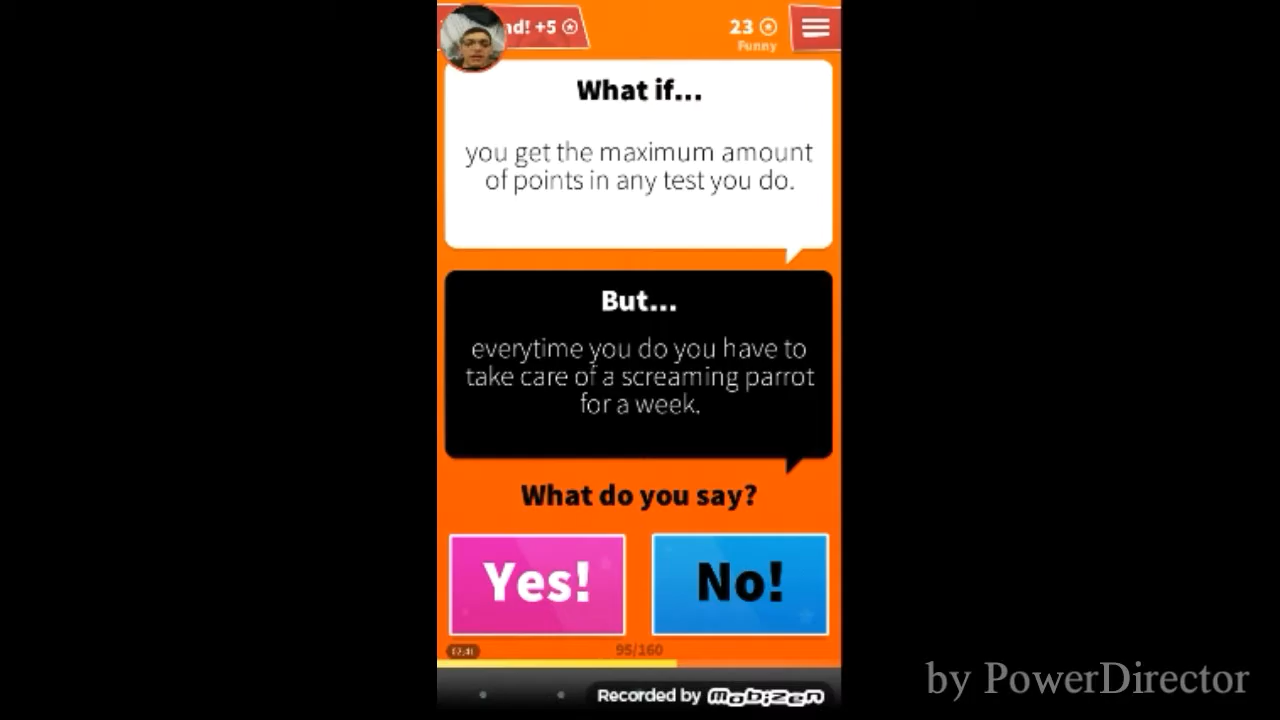 nd! +5
23
Funny
What if...
you get the maximum amount
of points in any test you do.
But...
everytime you do you have to
take care of a screaming parrot
for a week.
What do you say?
Yes!
No!
95/160
Recorded by mobizen
by PowerDirector